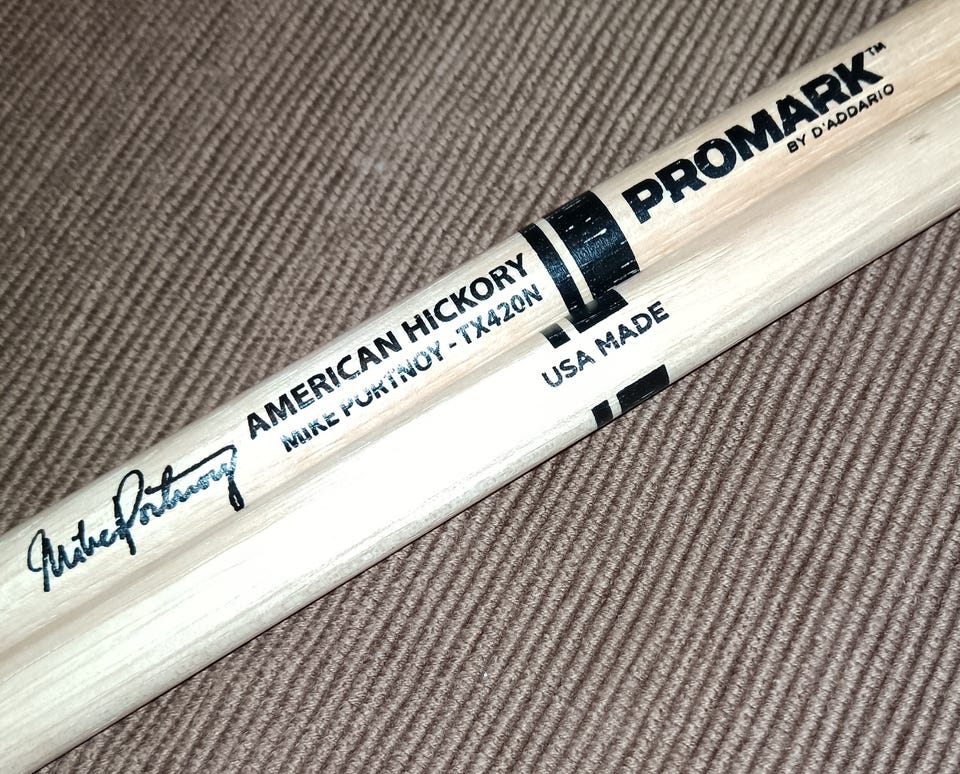 PROMARK™
BY D'ADDARIO
AMERICAN HICKORY
MIKE PORTNOY - TX420N
Mike Portnoy
USA MADE